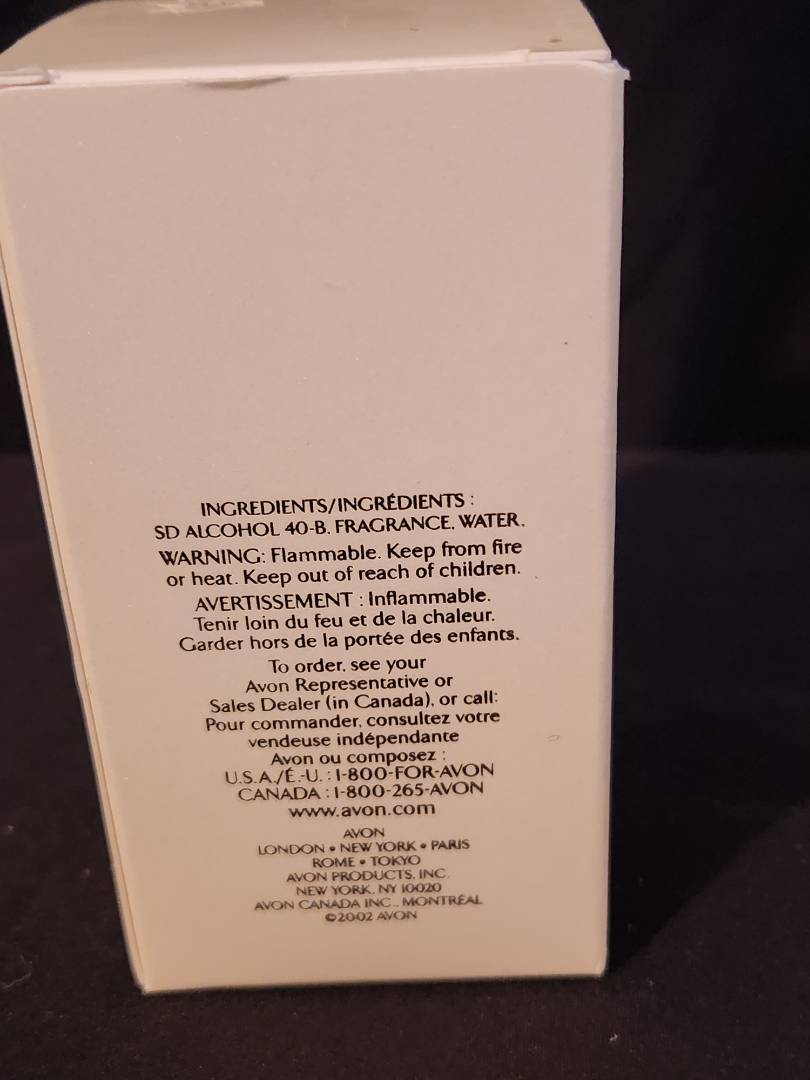 INGREDIENTS/INGRÉDIENTS :
SD ALCOHOL 40-B, FRAGRANCE, WATER.
WARNING: Flammable. Keep from fire
or heat. Keep out of reach of children.
AVERTISSEMENT : Inflammable.
Tenir loin du feu et de la chaleur.
Garder hors de la portée des enfants.
To order, see your
Avon Representative or
Sales Dealer (in Canada), or call:
Pour commander, consultez votre
vendeuse indépendante
Avon ou composez :
U.S.A./É.-U. : 1-800-FOR-AVON
CANADA : 1-800-265-AVON
www.avon.com
AVON
LONDON • NEW YORK • PARIS
ROME • TOKYO
AVON PRODUCTS, INC.
NEW YORK, NY 10020
AVON CANADA INC., MONTRÉAL
©2002 AVON